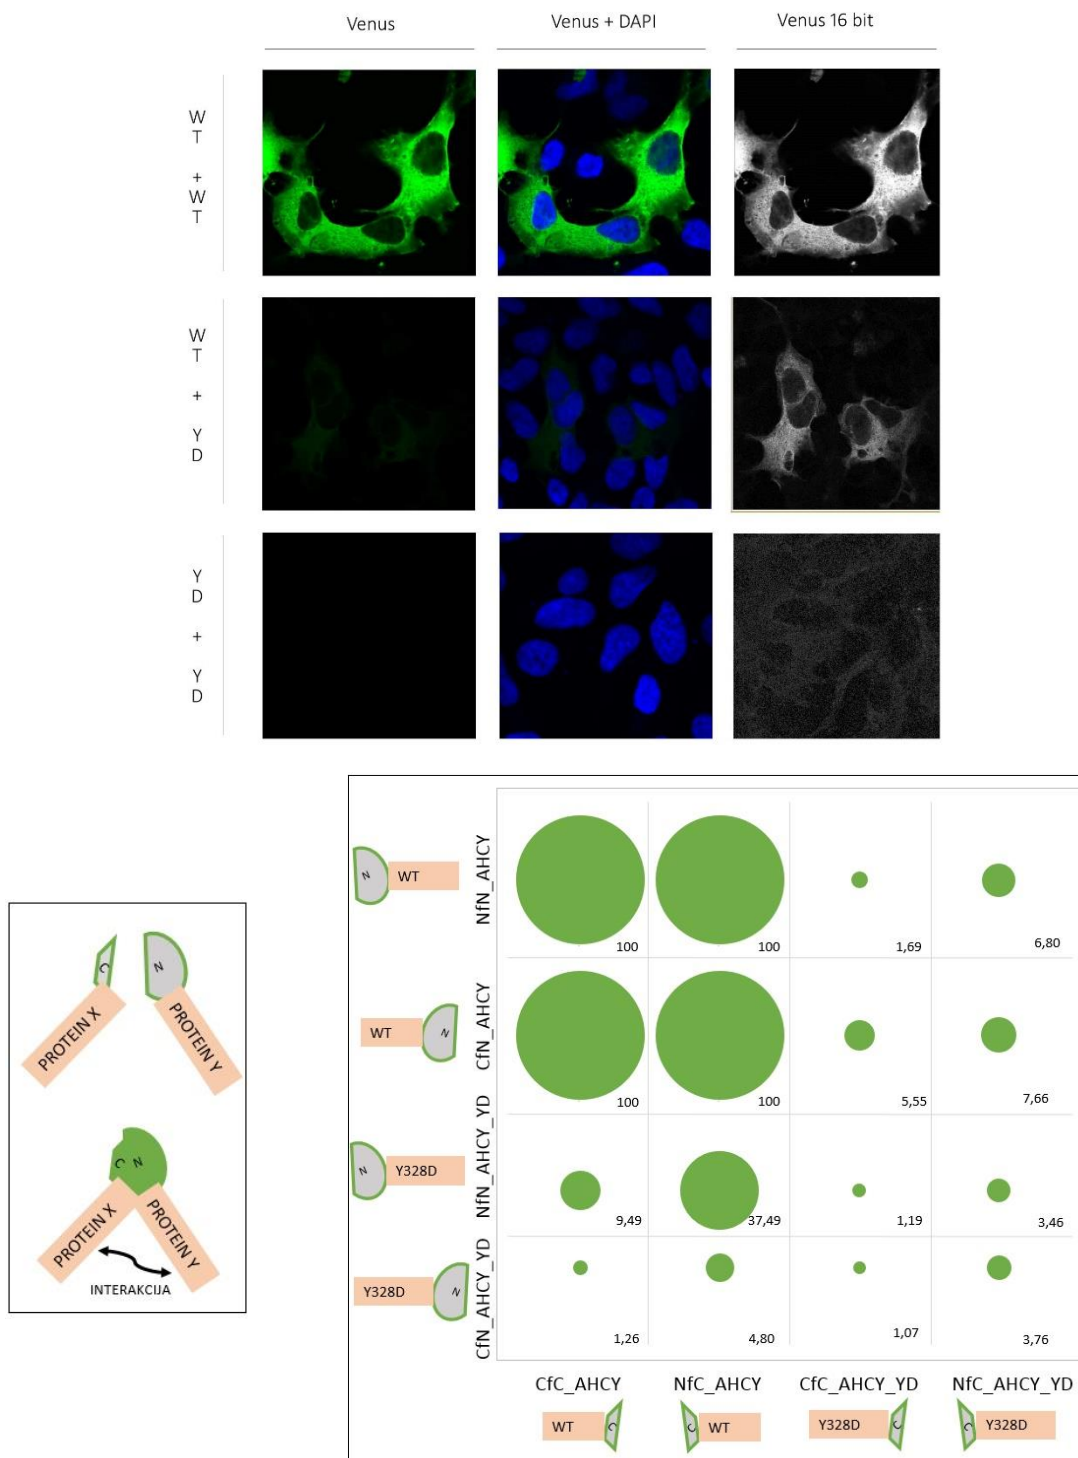 Venus
Venus + DAPI
Venus 16 bit
W
T
+
W
T
W
T
+
Y
D
Y
D
+
Y
D
C
N
PROTEIN X
PROTEIN Y
C N
PROTEIN X
PROTEIN Y
INTERAKCIJA
N WT
NfN_AHCY
100
100
1,69
6,80
WT N
CfN_AHCY
100
100
5,55
7,66
N Y328D
NfN_AHCY_YD
9,49
37,49
1,19
3,46
Y328D N
CfN_AHCY_YD
1,26
4,80
1,07
3,76
CfC_AHCY
NfC_AHCY
CfC_AHCY_YD
NfC_AHCY_YD
WT C
C WT
Y328D C
C Y328D